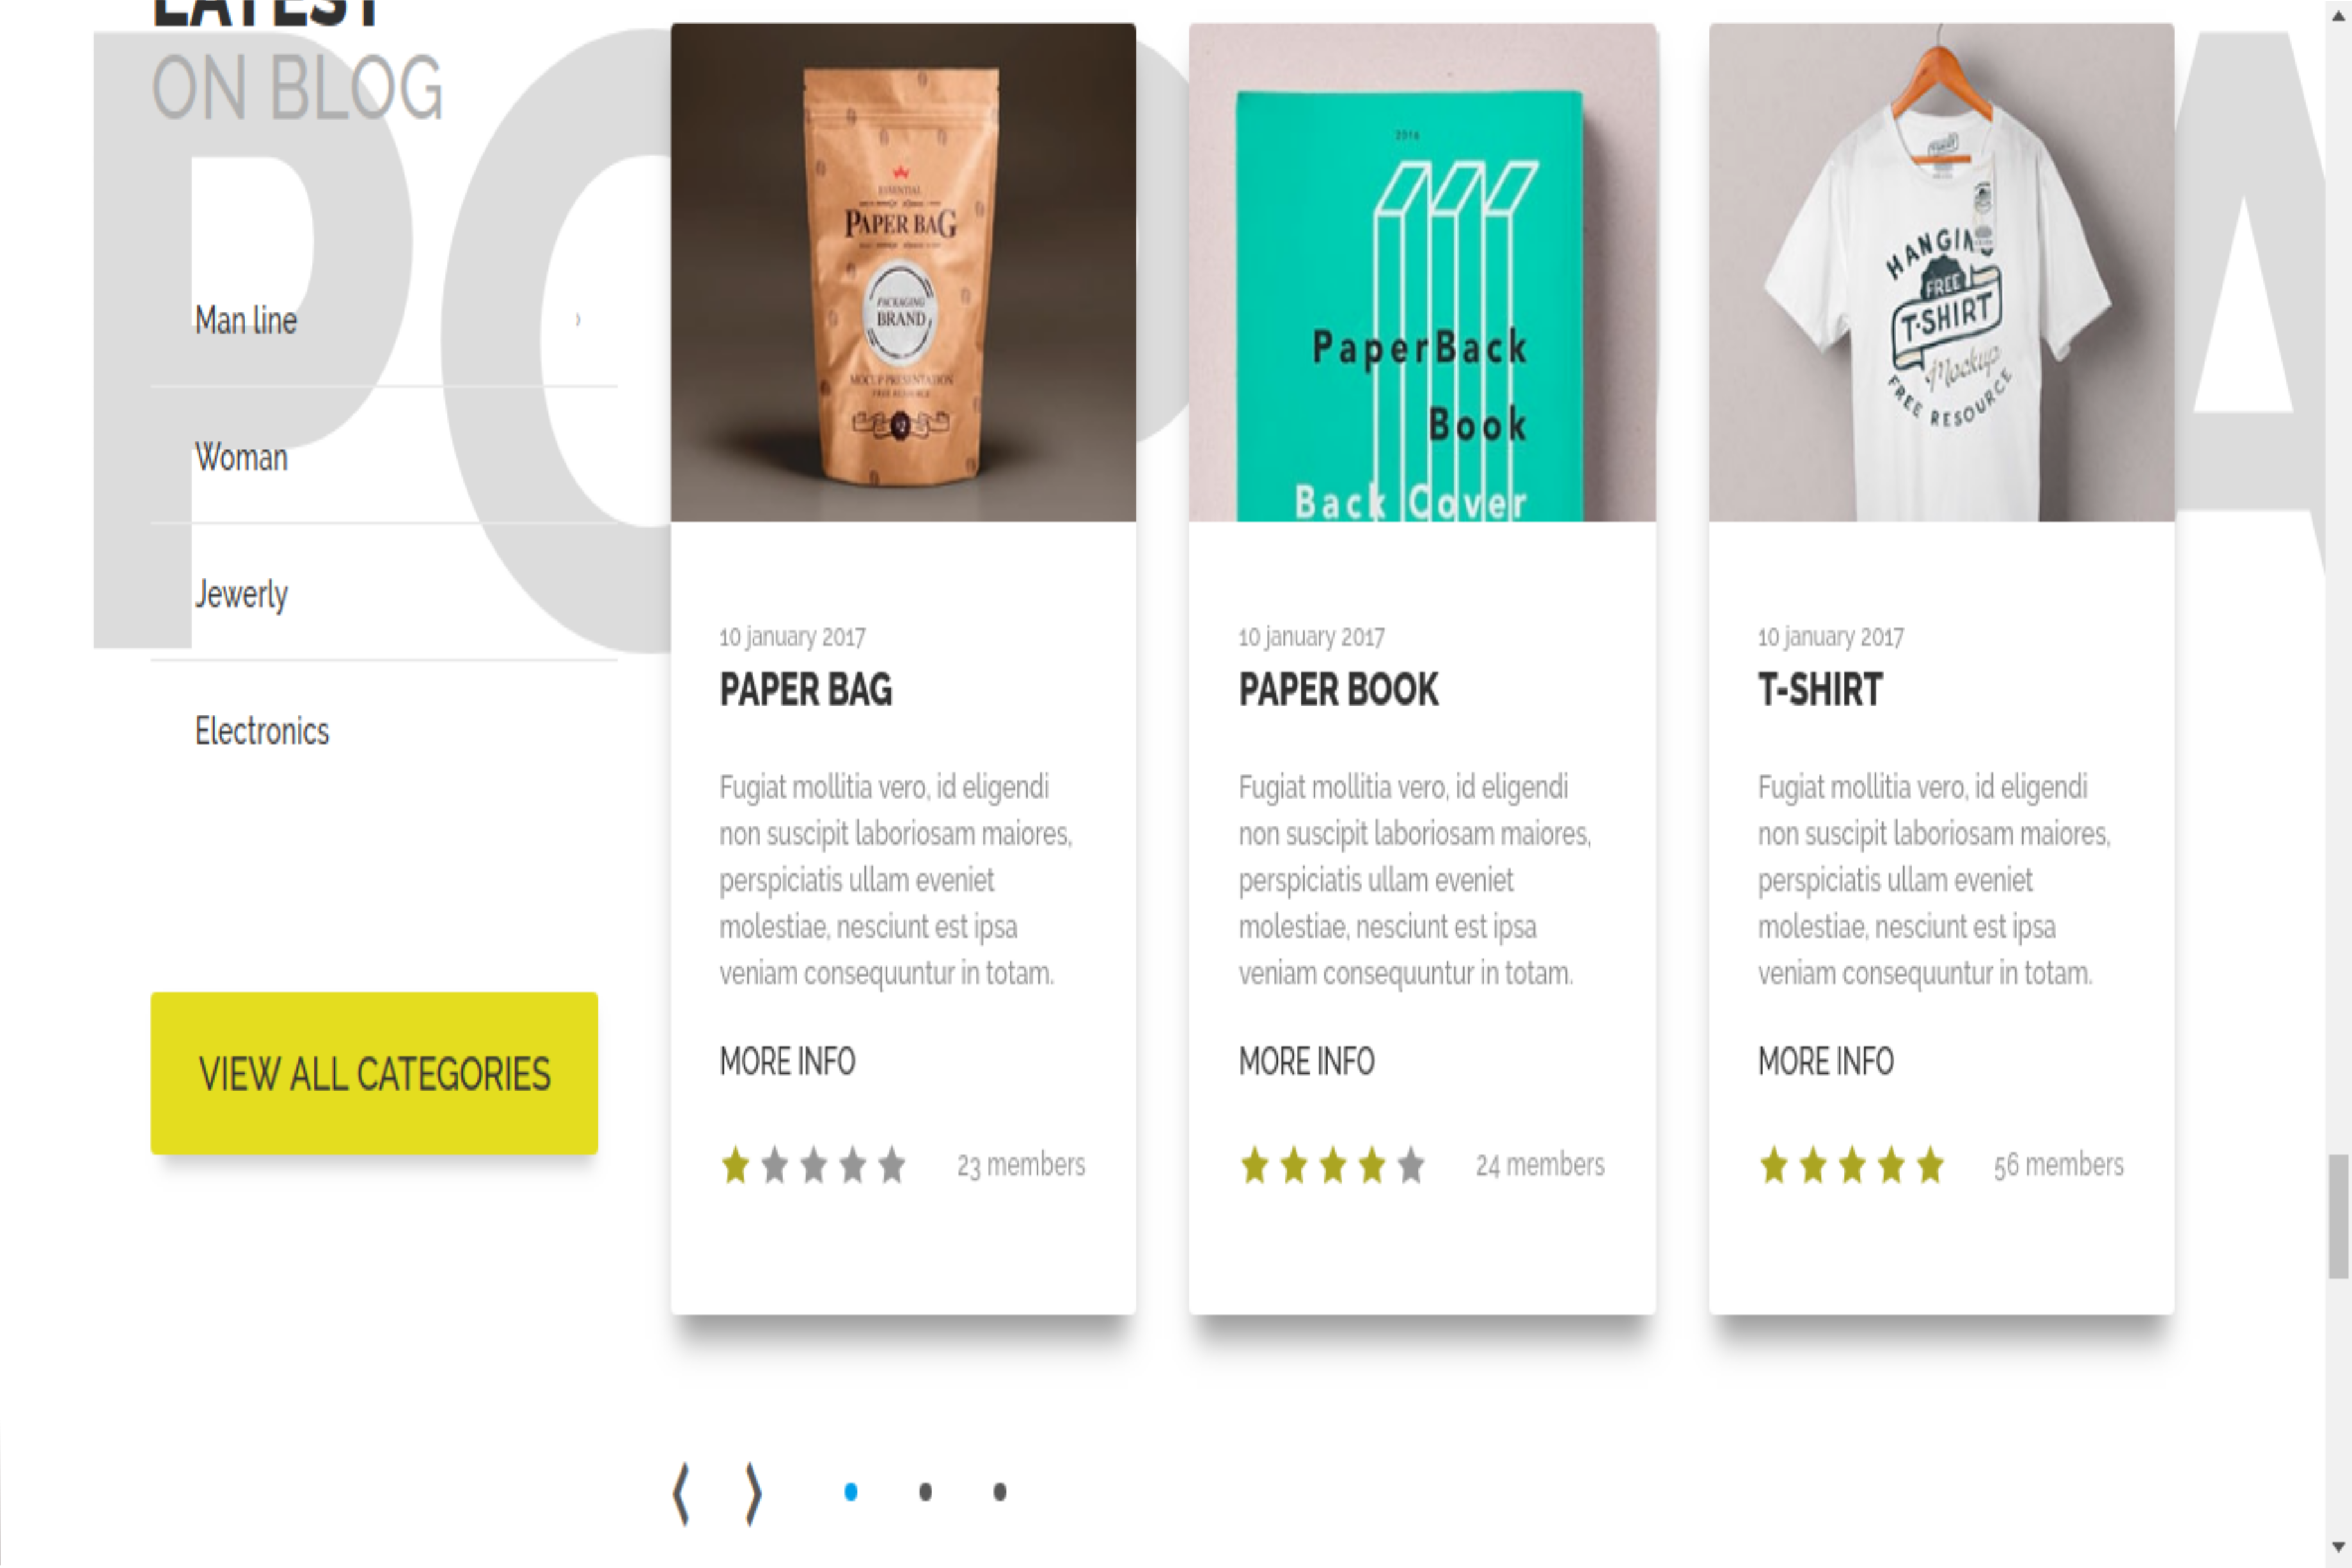 LATEST
ON BLOG
Man line
Woman
Jewerly
Electronics
VIEW ALL CATEGORIES
ESSENTIAL
PAPER BAG
PACKAGING
BRAND
MOCUP PRESENTATION
FREE RESOURCE
10 january 2017
PAPER BAG
Fugiat mollitia vero, id eligendi
non suscipit laboriosam maiores,
perspiciatis ullam eveniet
molestiae, nesciunt est ipsa
veniam consequuntur in totam.
MORE INFO
23 members
2016
PaperBack
Book
Back Cover
10 january 2017
PAPER BOOK
Fugiat mollitia vero, id eligendi
non suscipit laboriosam maiores,
perspiciatis ullam eveniet
molestiae, nesciunt est ipsa
veniam consequuntur in totam.
MORE INFO
24 members
FREE
T-SHIRT
Mockup
FREE RESOURCE
10 january 2017
T-SHIRT
Fugiat mollitia vero, id eligendi
non suscipit laboriosam maiores,
perspiciatis ullam eveniet
molestiae, nesciunt est ipsa
veniam consequuntur in totam.
MORE INFO
56 members